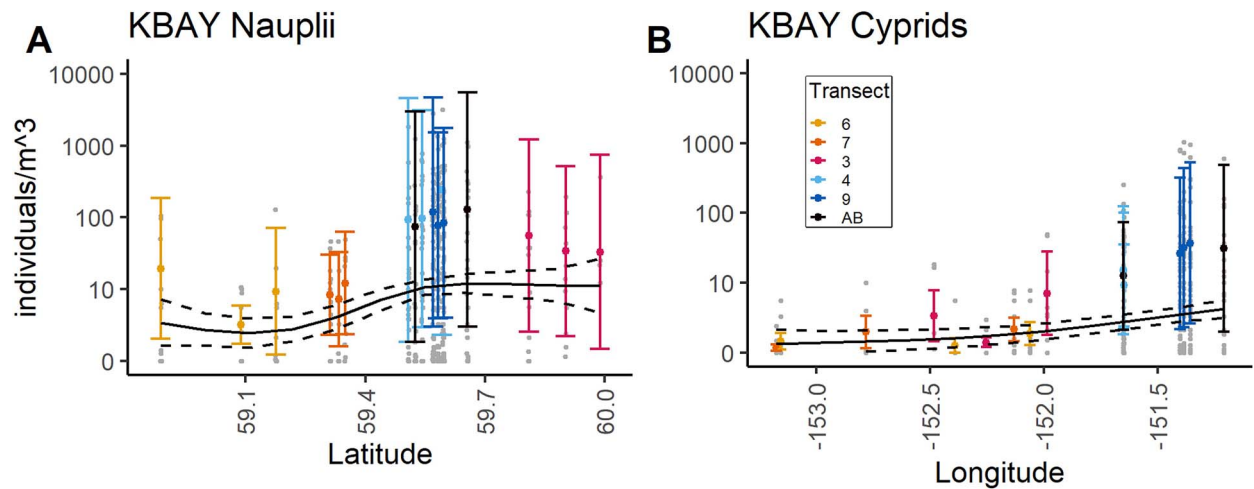 A
KBAY Nauplii
individuals/m^3
10000
1000
100
10
0
59.1
59.4
59.7
60.0
Latitude
B
KBAY Cyprids
10000
1000
100
10
0
Transect
6
7
3
4
9
AB
-153.0
-152.5
-152.0
-151.5
Longitude